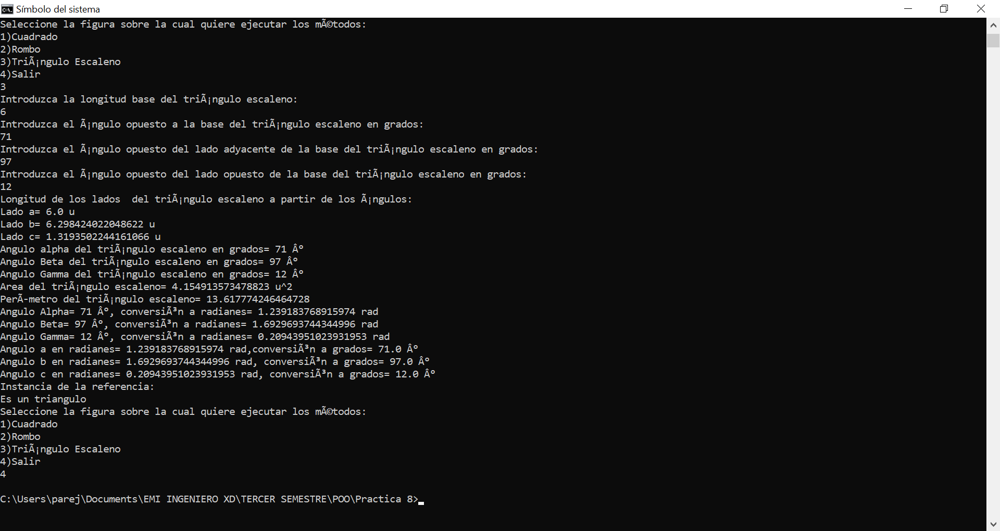 Símbolo del sistema
Seleccione la figura sobre la cual quiere ejecutar los mÃ©todos:
1)Cuadrado
2)Rombo
3)TriÃ¡ngulo Escaleno
4)Salir
3
Introduzca la longitud base del triÃ¡ngulo escaleno:
6
Introduzca el Ã¡ngulo opuesto a la base del triÃ¡ngulo escaleno en grados:
71
Introduzca el Ã¡ngulo opuesto del lado adyacente de la base del triÃ¡ngulo escaleno en grados:
97
Introduzca el Ã¡ngulo opuesto del lado opuesto de la base del triÃ¡ngulo escaleno en grados:
12
Longitud de los lados  del triÃ¡ngulo escaleno a partir de los Ã¡ngulos:
Lado a= 6.0 u
Lado b= 6.298424022048622 u
Lado c= 1.3193502244161066 u
Angulo alpha del triÃ¡ngulo escaleno en grados= 71 Âº
Angulo Beta del triÃ¡ngulo escaleno en grados= 97 Âº
Angulo Gamma del triÃ¡ngulo escaleno en grados= 12 Âº
Area del triÃ¡ngulo escaleno= 4.154913573478823 u^2
PerÃ-metro del triÃ¡ngulo escaleno= 13.617774246464728
Angulo Alpha= 71 Âº, conversiÃ³n a radianes= 1.239183768915974 rad
Angulo Beta= 97 Âº, conversiÃ³n a radianes= 1.6929693744344996 rad
Angulo Gamma= 12 Âº, conversiÃ³n a radianes= 0.20943951023931953 rad
Angulo a en radianes= 1.239183768915974 rad,conversiÃ³n a grados= 71.0 Âº
Angulo b en radianes= 1.6929693744344996 rad, conversiÃ³n a grados= 97.0 Âº
Angulo c en radianes= 0.20943951023931953 rad, conversiÃ³n a grados= 12.0 Âº
Instancia de la referencia:
Es un triangulo
Seleccione la figura sobre la cual quiere ejecutar los mÃ©todos:
1)Cuadrado
2)Rombo
3)TriÃ¡ngulo Escaleno
4)Salir
4
C:\Users\parej\Documents\EMI INGENIERO XD\TERCER SEMESTRE\POO\Practica 8>